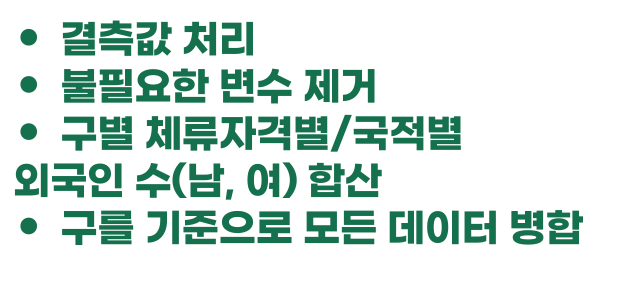 • 결측값 처리
• 불필요한 변수 제거
• 구별 체류자격별/국적별
외국인 수(남, 여) 합산
• 구를 기준으로 모든 데이터 병합